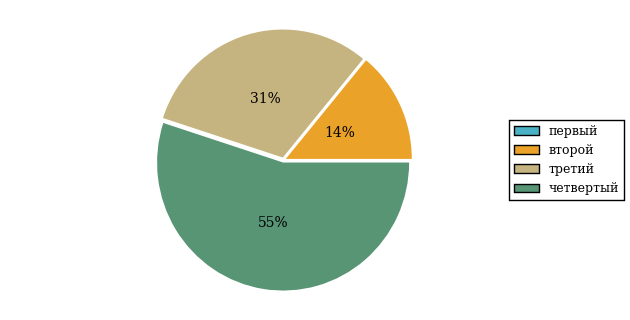 31%
14%
55%
первый
второй
третий
четвертый